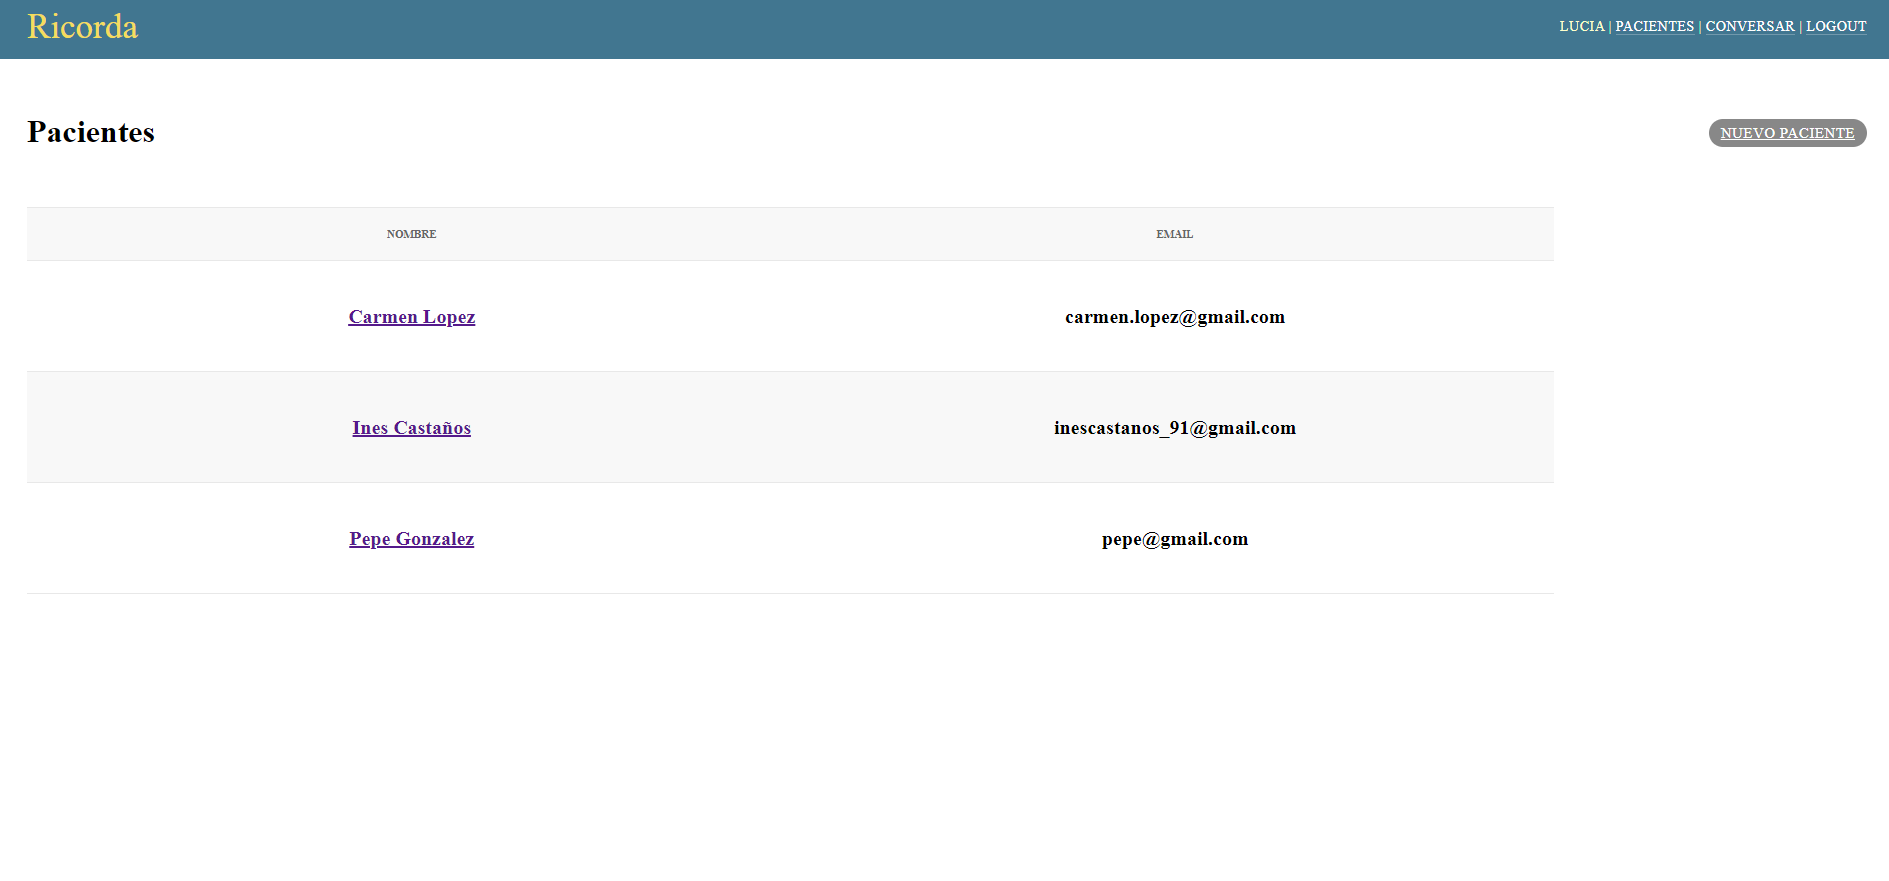 Ricorda
LUCIA | PACIENTES | CONVERSAR | LOGOUT
Pacientes
NUEVO PACIENTE
NOMBRE EMAIL
Carmen Lopez carmen.lopez@gmail.com
Ines Castaños inescastanos_91@gmail.com
Pepe Gonzalez pepe@gmail.com